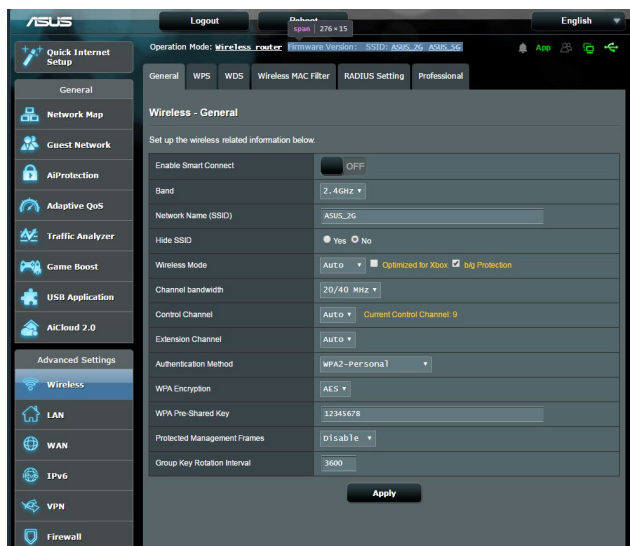 ASUS
Logout
Reboot
English
span 276×15
Quick Internet Setup
Operation Mode: Wireless router Firmware Version: SSID: ASUS_2G ASUS_5G
App
General WPS WDS Wireless MAC Filter RADIUS Setting Professional
General
Network Map
Guest Network
AiProtection
Adaptive QoS
Traffic Analyzer
Game Boost
USB Application
AiCloud 2.0
Advanced Settings
Wireless
LAN
WAN
IPv6
VPN
Firewall
Wireless - General
Set up the wireless related information below.
Enable Smart Connect OFF
Band 2.4GHz
Network Name (SSID) ASUS_2G
Hide SSID Yes No
Wireless Mode Auto Optimized for Xbox b/g Protection
Channel bandwidth 20/40 MHz
Control Channel Auto Current Control Channel: 9
Extension Channel Auto
Authentication Method WPA2-Personal
WPA Encryption AES
WPA Pre-Shared Key 12345678
Protected Management Frames Disable
Group Key Rotation Interval 3600
Apply